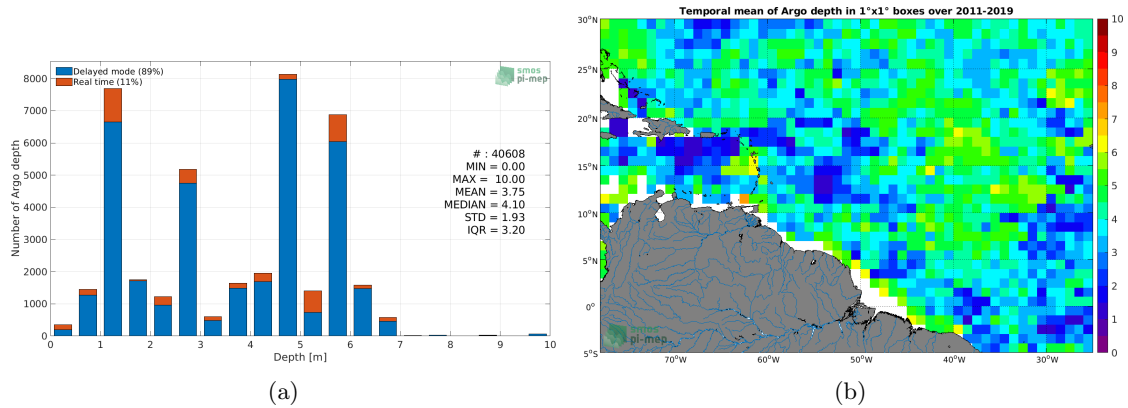 Delayed mode (89%)
Real time (11%)
smos
pi-mep
Number of Argo depth
8000
7000
6000
5000
4000
3000
2000
1000
0
# : 40608
MIN = 0.00
MAX = 10.00
MEAN = 3.75
MEDIAN = 4.10
STD = 1.93
IQR = 3.20
0 1 2 3 4 5 6 7 8 9 10
Depth [m]
(a)
Temporal mean of Argo depth in 1°x1° boxes over 2011-2019
30°N
25°N
20°N
15°N
10°N
5°N
0°
5°S
70°W 60°W 50°W 40°W 30°W
smos
pi-mep
10
9
8
7
6
5
4
3
2
1
0
(b)